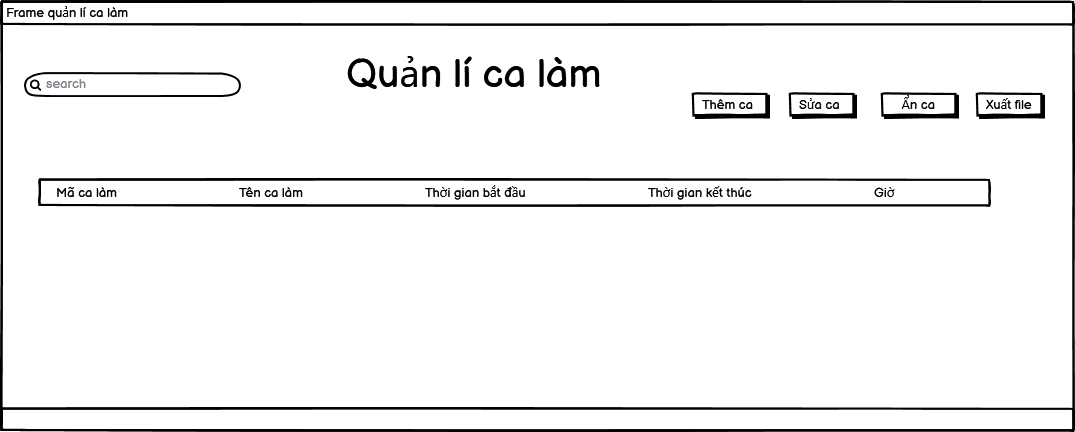 Frame quản lí ca làm
Quản lí ca làm
search
Thêm ca
Sửa ca
Ẩn ca
Xuất file
Mã ca làm
Tên ca làm
Thời gian bắt đầu
Thời gian kết thúc
Giờ